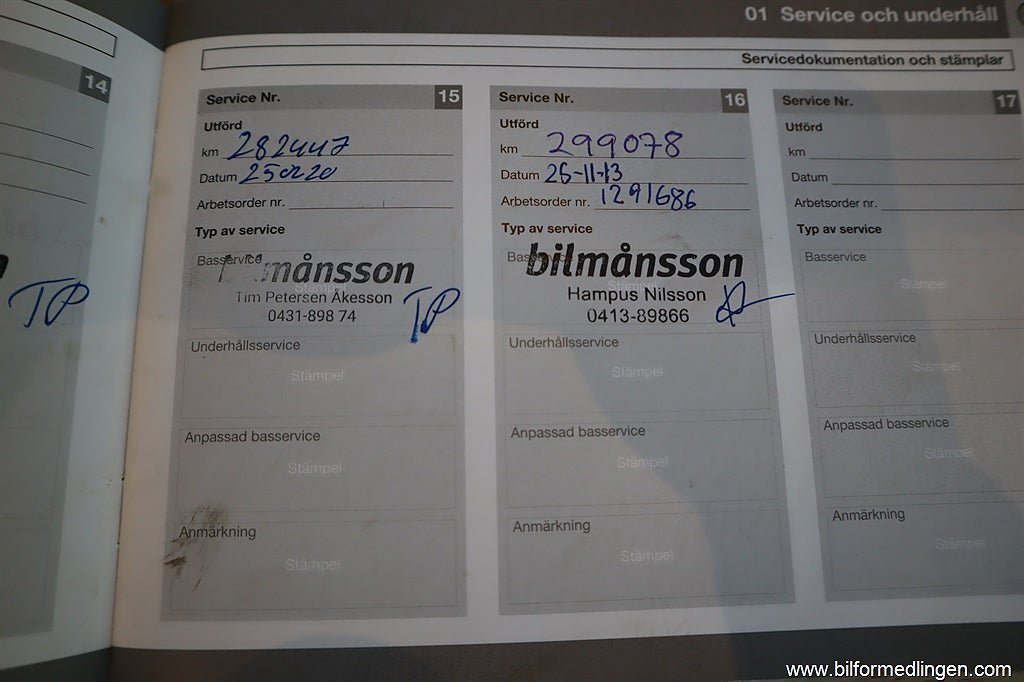 01 Service och underhåll
Servicedokumentation och stämplar
14
TP
Service Nr. 15
Utförd
km 282447
Datum 250220
Arbetsorder nr.
Typ av service
Basservice
månsson
Stämpel
Tim Petersen Åkesson
0431-898 74
TP
Underhållsservice
Stämpel
Anpassad basservice
Stämpel
Anmärkning
Stämpel
Service Nr. 16
Utförd
km 299078
Datum 25-11-13
Arbetsorder nr. 1291686
Typ av service
bilmånsson
Hampus Nilsson
0413-89866
Underhållsservice
Stämpel
Anpassad basservice
Stämpel
Anmärkning
Stämpel
Service Nr. 17
Utförd
km
Datum
Arbetsorder nr.
Typ av service
Basservice
Stämpel
Underhållsservice
Stämpel
Anpassad basservice
Stämpel
Anmärkning
Stämpel
www.bilformedlingen.com